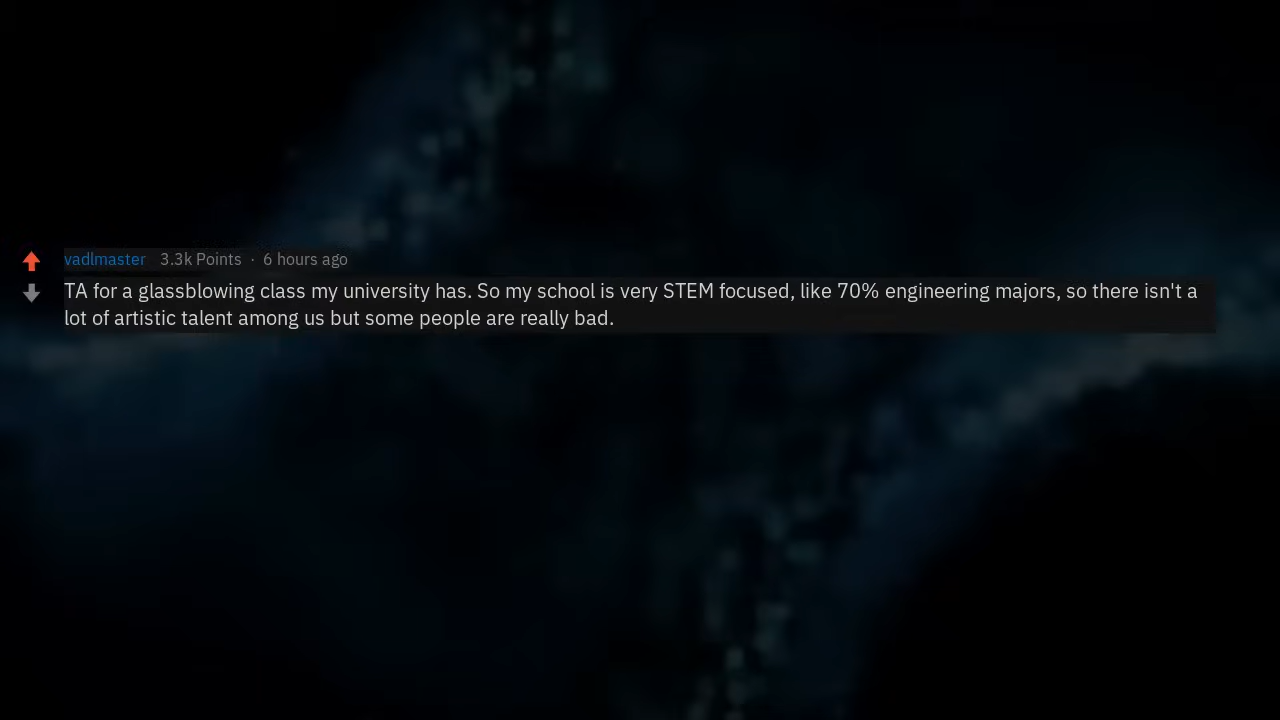 vadlmaster 3.3k Points · 6 hours ago
TA for a glassblowing class my university has. So my school is very STEM focused, like 70% engineering majors, so there isn't a
lot of artistic talent among us but some people are really bad.